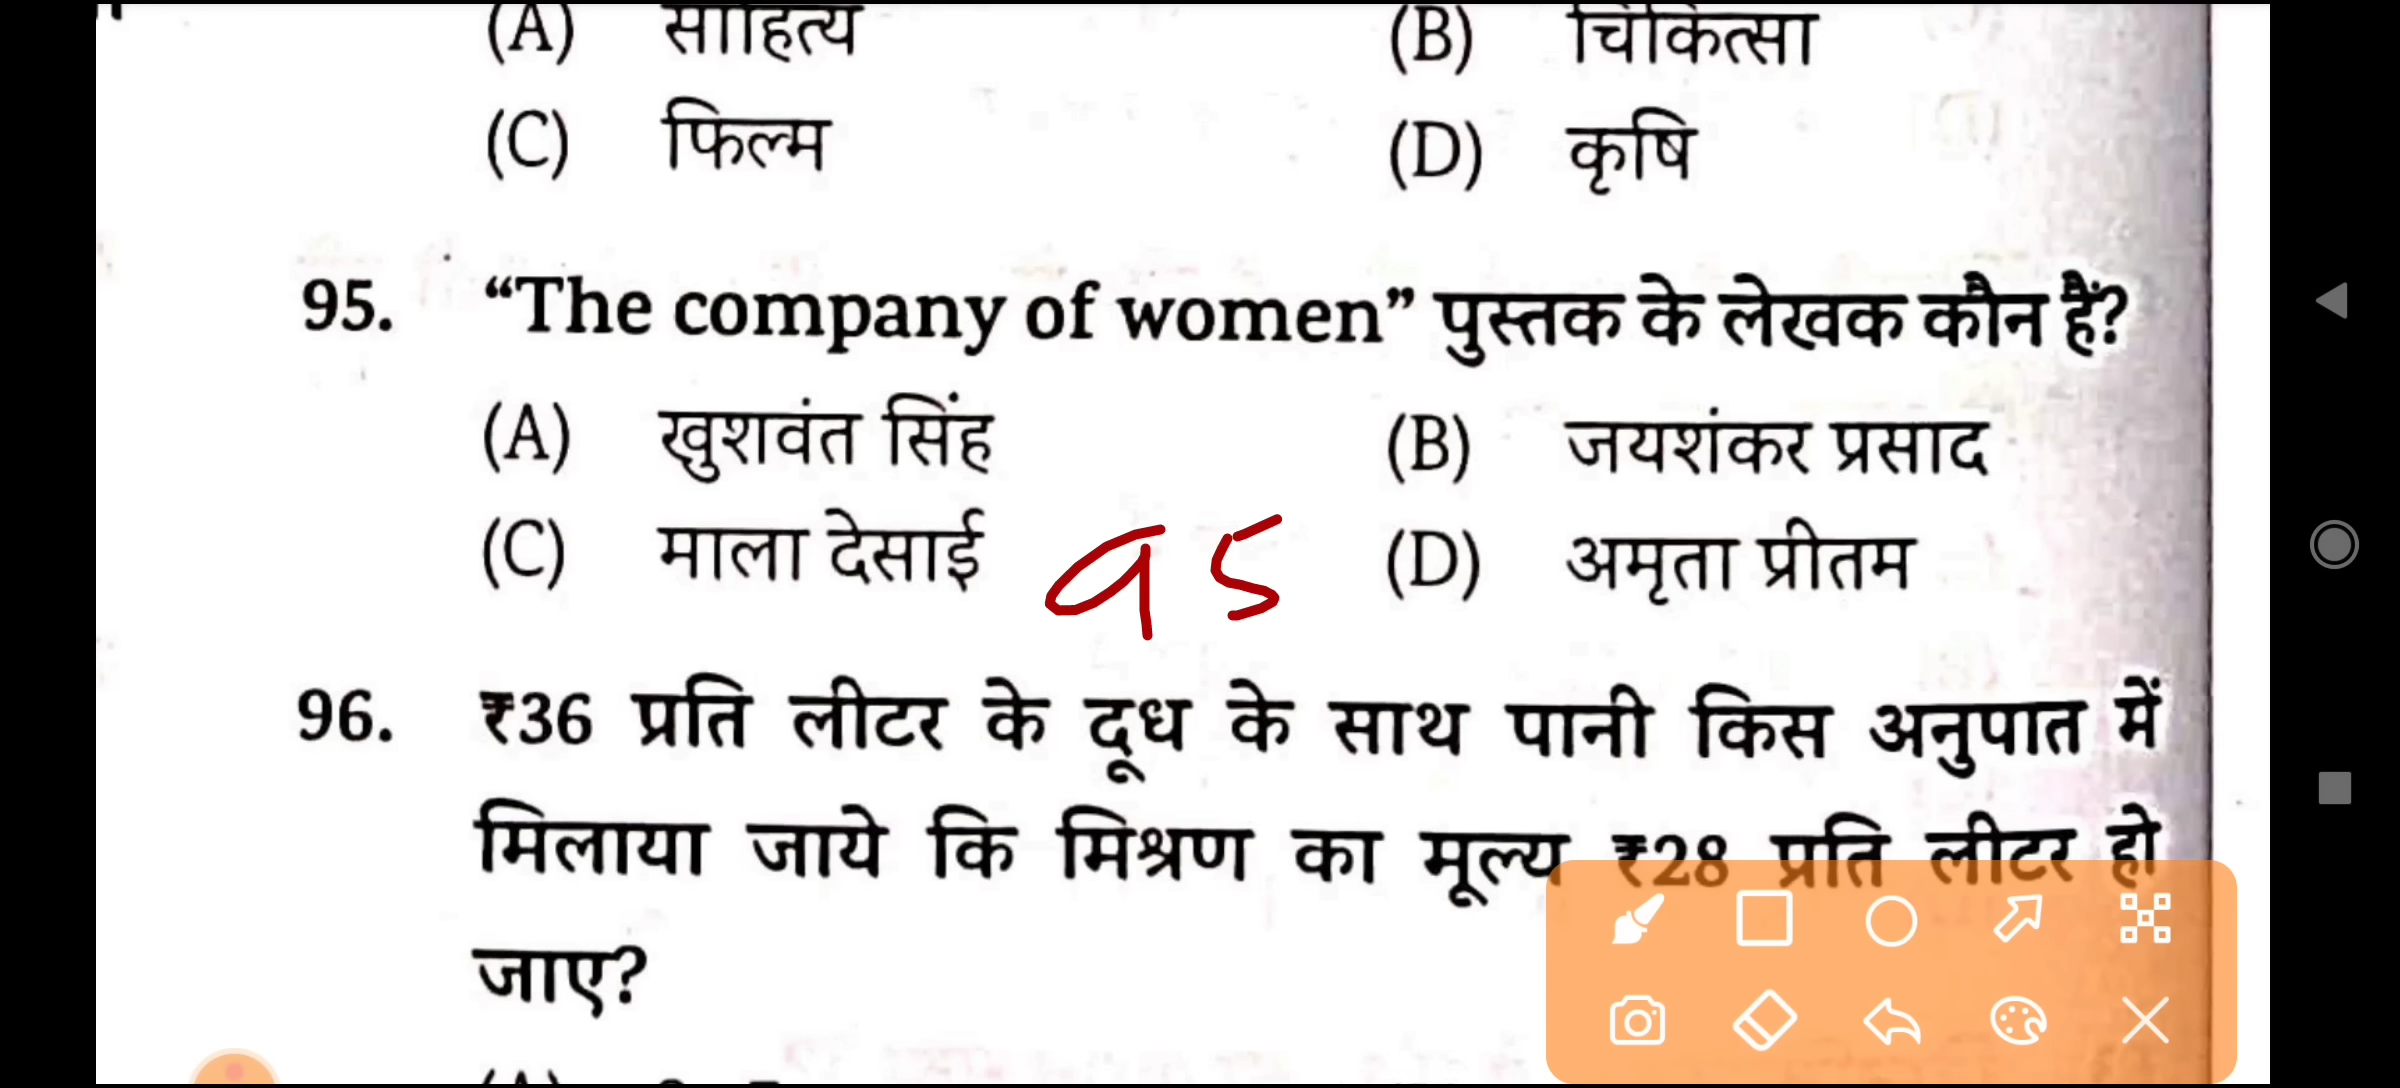 (A) साहित्य (B) चिकित्सा
(C) फिल्म (D) कृषि
95. “The company of women” पुस्तक के लेखक कौन हैं?
(A) खुशवंत सिंह (B) जयशंकर प्रसाद
(C) माला देसाई (D) अमृता प्रीतम
95
96. ₹36 प्रति लीटर के दूध के साथ पानी किस अनुपात में
मिलाया जाये कि मिश्रण का मूल्य ₹28 प्रति लीटर हो
जाए?